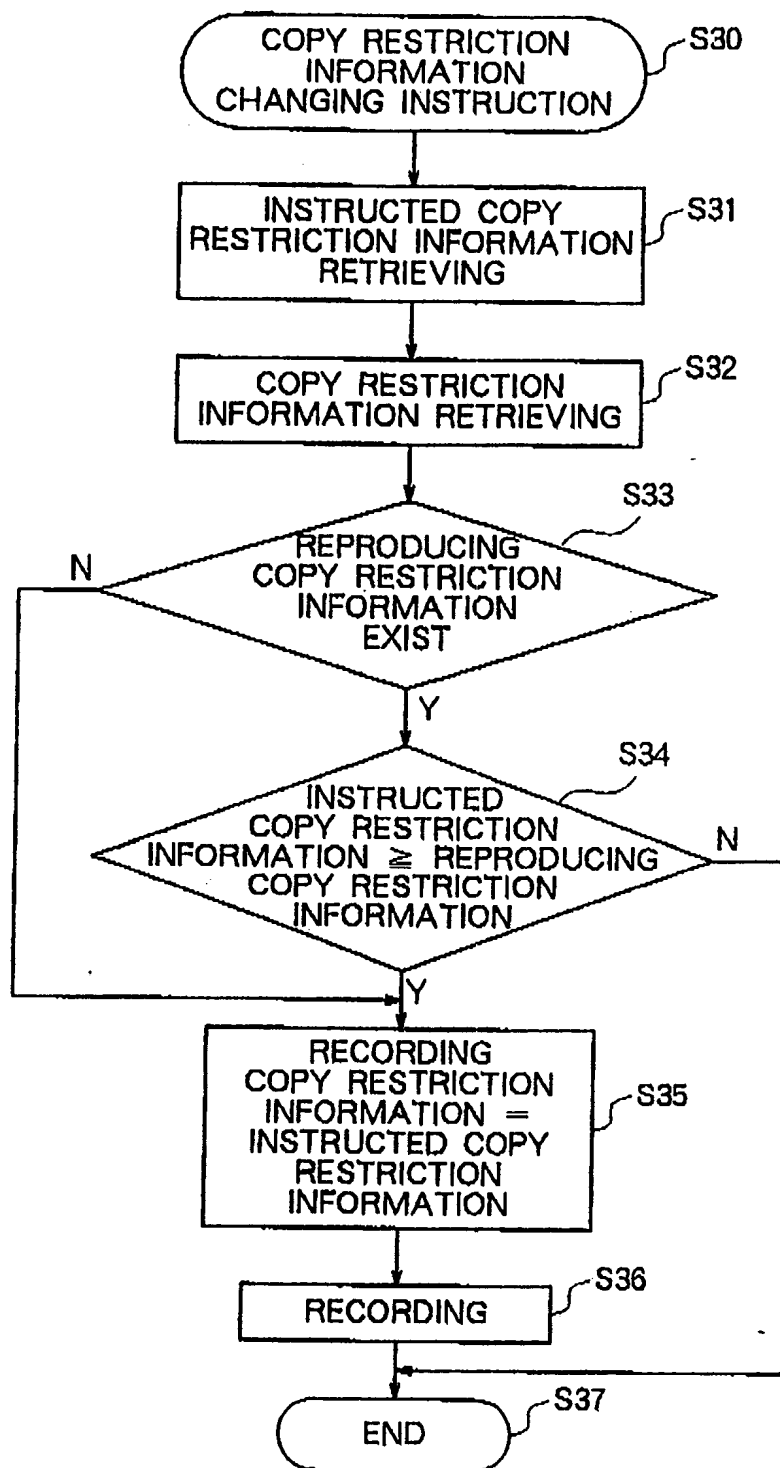 COPY RESTRICTION
INFORMATION
CHANGING INSTRUCTION
S30
INSTRUCTED COPY
RESTRICTION INFORMATION
RETRIEVING
S31
COPY RESTRICTION
INFORMATION RETRIEVING
S32
REPRODUCING
COPY RESTRICTION
INFORMATION
EXIST
S33
N
Y
INSTRUCTED
COPY RESTRICTION
INFORMATION ≧ REPRODUCING
COPY RESTRICTION
INFORMATION
S34
N
Y
RECORDING
COPY RESTRICTION
INFORMATION =
INSTRUCTED COPY
RESTRICTION
INFORMATION
S35
RECORDING
S36
END
S37